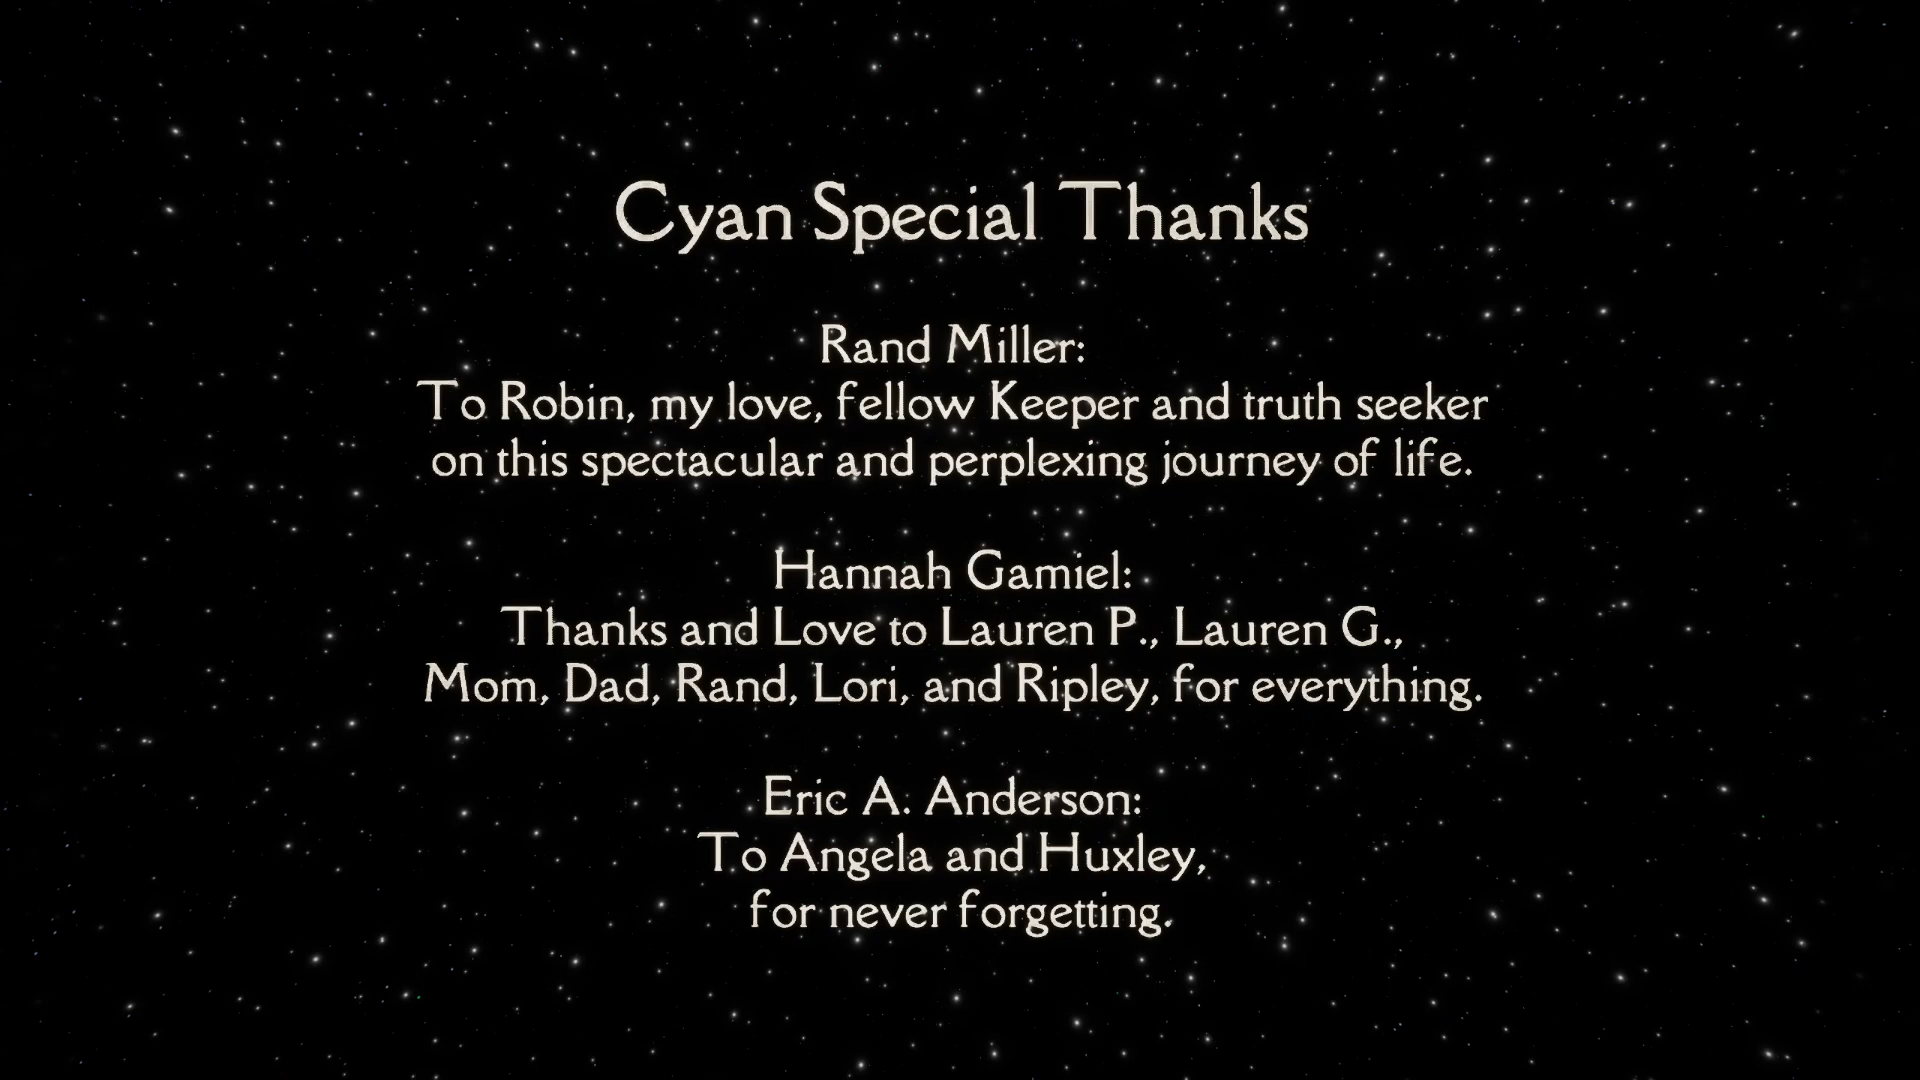 Cyan Special Thanks
Rand Miller:
To Robin, my love, fellow Keeper and truth seeker
on this spectacular and perplexing journey of life.
Hannah Gamiel:
Thanks and Love to Lauren P., Lauren G.,
Mom, Dad, Rand, Lori, and Ripley, for everything.
Eric A. Anderson:
To Angela and Huxley,
for never forgetting.